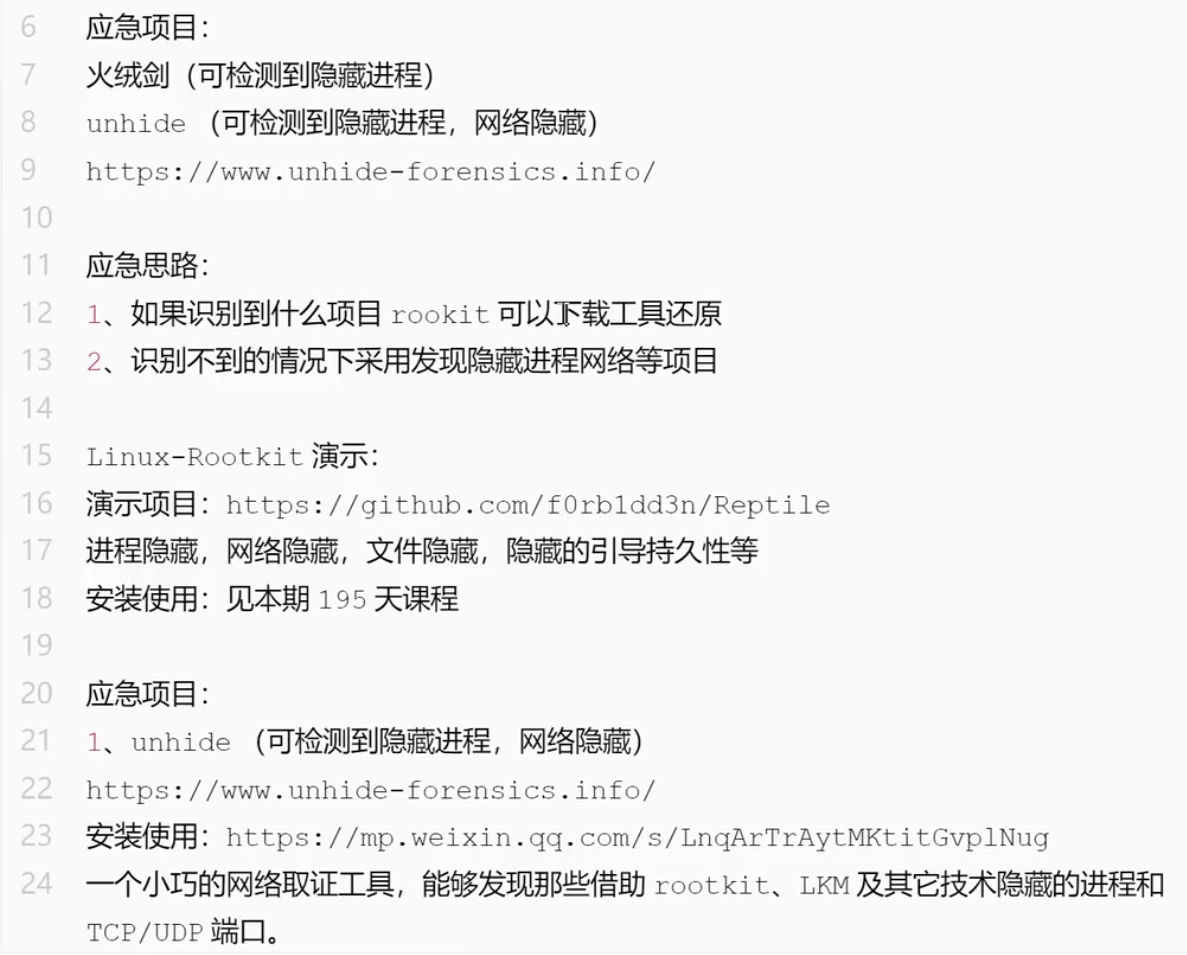 6 应急项目：
7 火绒剑（可检测到隐藏进程）
8 unhide （可检测到隐藏进程，网络隐藏）
9 https://www.unhide-forensics.info/
10
11 应急思路：
12 1、如果识别到什么项目 rookit 可以下载工具还原
13 2、识别不到的情况下采用发现隐藏进程网络等项目
14
15 Linux-Rootkit 演示：
16 演示项目：https://github.com/f0rb1dd3n/Reptile
17 进程隐藏，网络隐藏，文件隐藏，隐藏的引导持久性等
18 安装使用：见本期 195 天课程
19
20 应急项目：
21 1、unhide （可检测到隐藏进程，网络隐藏）
22 https://www.unhide-forensics.info/
23 安装使用：https://mp.weixin.qq.com/s/LnqArTrAytMKtitGvplNug
24 一个小巧的网络取证工具，能够发现那些借助 rootkit、LKM 及其它技术隐藏的进程和
TCP/UDP 端口。